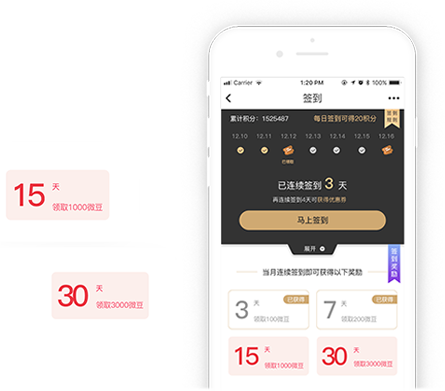 15 天
领取1000微豆
30 天
领取3000微豆
Carrier 1:20 PM 100%
签到
累计积分：1525487 每日签到可得20积分
12.10 12.11 12.12 12.13 12.14 12.15 12.16
已连续签到 3 天
再连续签到4天可获得优惠券
马上签到
展开
签到奖励
当月连续签到即可获得以下奖励
3 天 已获得
领取100微豆
7 天 已获得
领取200微豆
15 天
领取1000微豆
30 天
领取3000微豆